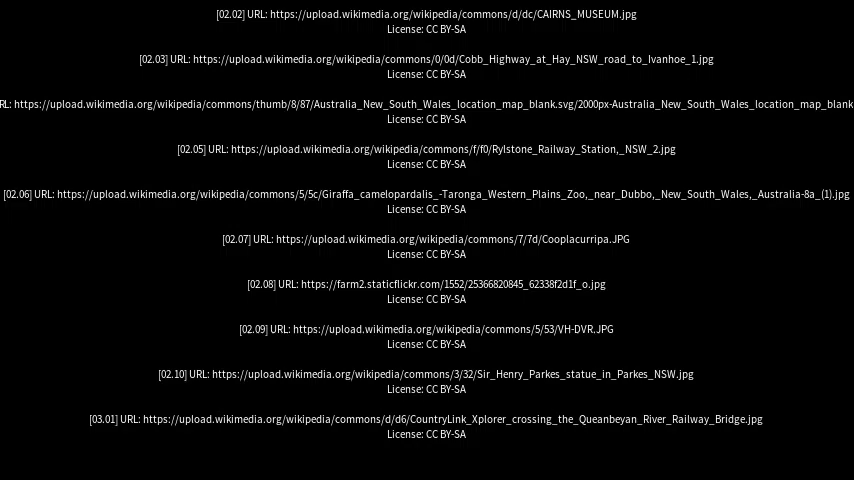 [02.02] URL: https://upload.wikimedia.org/wikipedia/commons/d/dc/CAIRNS_MUSEUM.jpg
License: CC BY-SA
[02.03] URL: https://upload.wikimedia.org/wikipedia/commons/0/0d/Cobb_Highway_at_Hay_NSW_road_to_Ivanhoe_1.jpg
License: CC BY-SA
RL: https://upload.wikimedia.org/wikipedia/commons/thumb/8/87/Australia_New_South_Wales_location_map_blank.svg/2000px-Australia_New_South_Wales_location_map_blank
License: CC BY-SA
[02.05] URL: https://upload.wikimedia.org/wikipedia/commons/f/f0/Rylstone_Railway_Station,_NSW_2.jpg
License: CC BY-SA
[02.06] URL: https://upload.wikimedia.org/wikipedia/commons/5/5c/Giraffa_camelopardalis_-Taronga_Western_Plains_Zoo,_near_Dubbo,_New_South_Wales,_Australia-8a_(1).jpg
License: CC BY-SA
[02.07] URL: https://upload.wikimedia.org/wikipedia/commons/7/7d/Cooplacurripa.JPG
License: CC BY-SA
[02.08] URL: https://farm2.staticflickr.com/1552/25366820845_62338f2d1f_o.jpg
License: CC BY-SA
[02.09] URL: https://upload.wikimedia.org/wikipedia/commons/5/53/VH-DVR.JPG
License: CC BY-SA
[02.10] URL: https://upload.wikimedia.org/wikipedia/commons/3/32/Sir_Henry_Parkes_statue_in_Parkes_NSW.jpg
License: CC BY-SA
[03.01] URL: https://upload.wikimedia.org/wikipedia/commons/d/d6/CountryLink_Xplorer_crossing_the_Queanbeyan_River_Railway_Bridge.jpg
License: CC BY-SA